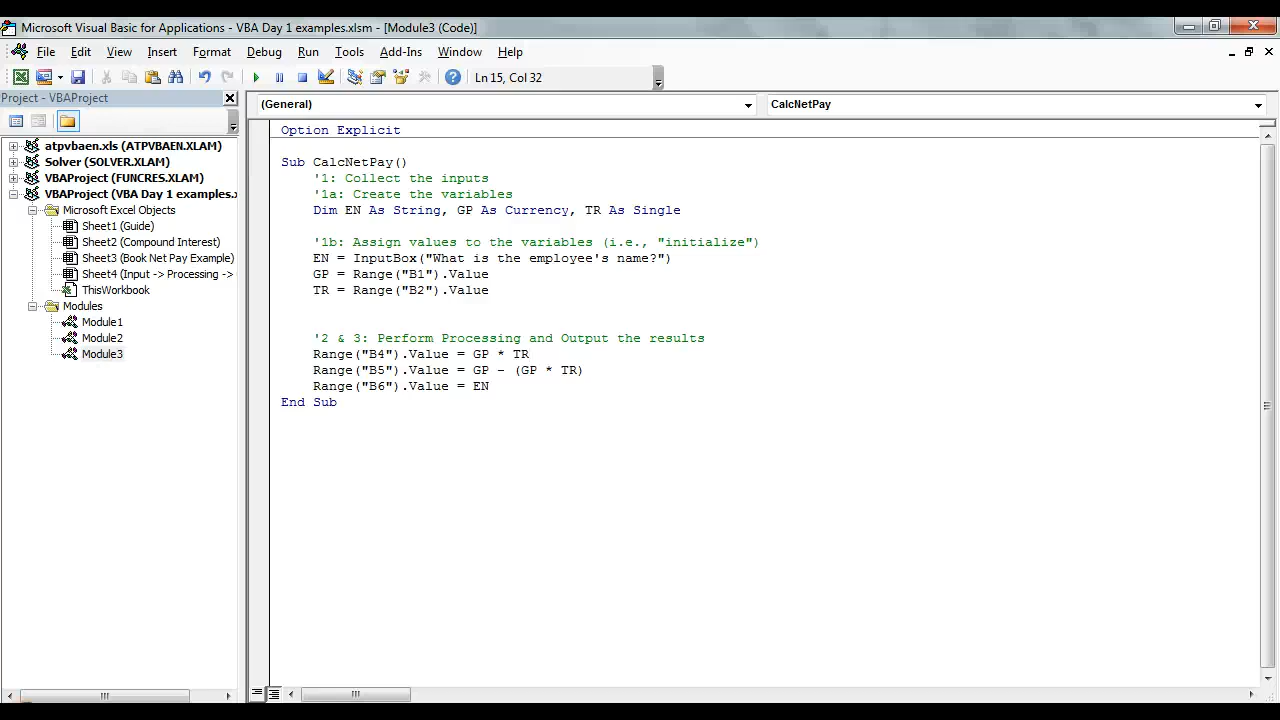 Microsoft Visual Basic for Applications - VBA Day 1 examples.xlsm - [Module3 (Code)]
File Edit View Insert Format Debug Run Tools Add-Ins Window Help
Ln 15, Col 32
Project - VBAProject
(General) CalcNetPay
atpvbaen.xls (ATPVBAEN.XLAM)
Solver (SOLVER.XLAM)
VBAProject (FUNCRES.XLAM)
VBAProject (VBA Day 1 examples.x
Microsoft Excel Objects
Sheet1 (Guide)
Sheet2 (Compound Interest)
Sheet3 (Book Net Pay Example)
Sheet4 (Input -> Processing ->
ThisWorkbook
Modules
Module1
Module2
Module3
Option Explicit
Sub CalcNetPay()
'1: Collect the inputs
'1a: Create the variables
Dim EN As String, GP As Currency, TR As Single
'1b: Assign values to the variables (i.e., "initialize")
EN = InputBox("What is the employee's name?")
GP = Range("B1").Value
TR = Range("B2").Value
'2 & 3: Perform Processing and Output the results
Range("B4").Value = GP * TR
Range("B5").Value = GP - (GP * TR)
Range("B6").Value = EN
End Sub